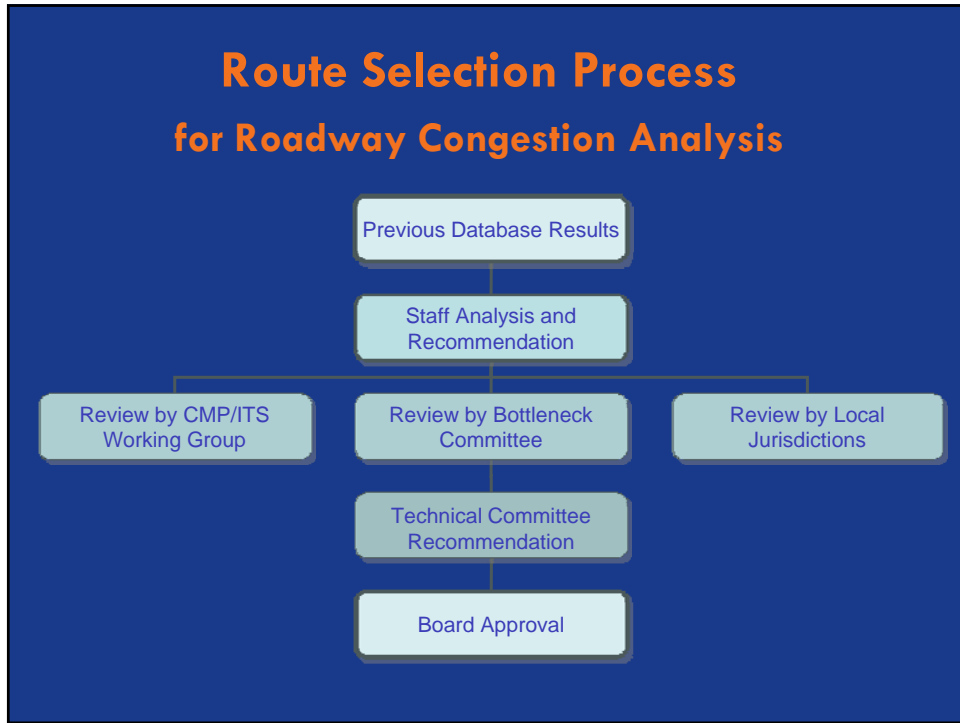 Route Selection Process
for Roadway Congestion Analysis
Previous Database Results
Staff Analysis and
Recommendation
Review by CMP/ITS
Working Group
Review by Bottleneck
Committee
Review by Local
Jurisdictions
Technical Committee
Recommendation
Board Approval